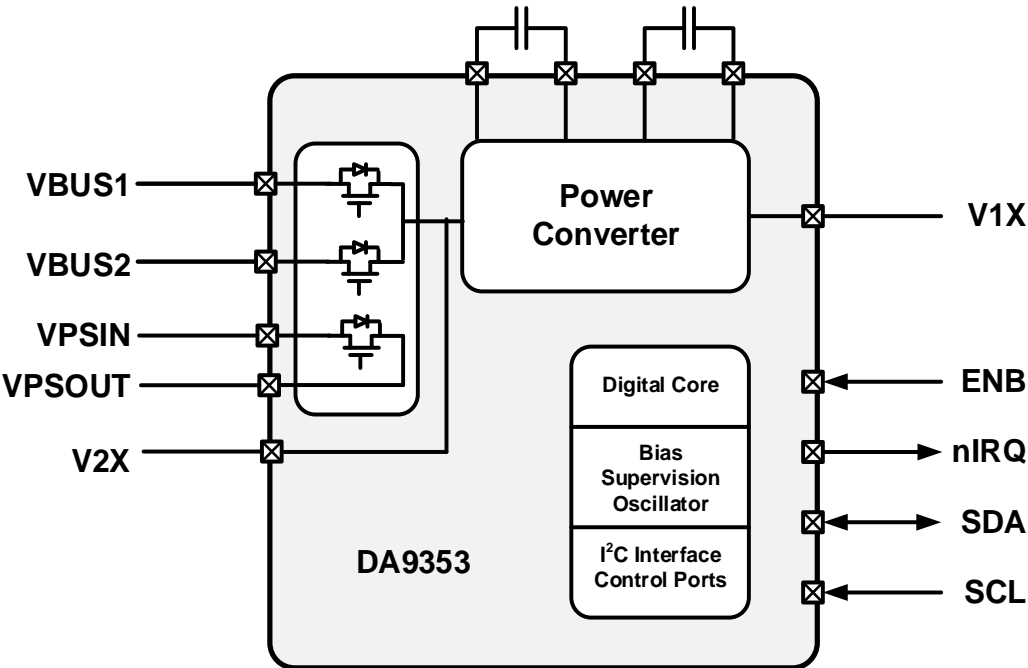 VBUS1
VBUS2
VPSIN
VPSOUT
V2X
Power
Converter
V1X
Digital Core
Bias
Supervision
Oscillator
I²C Interface
Control Ports
DA9353
ENB
nIRQ
SDA
SCL